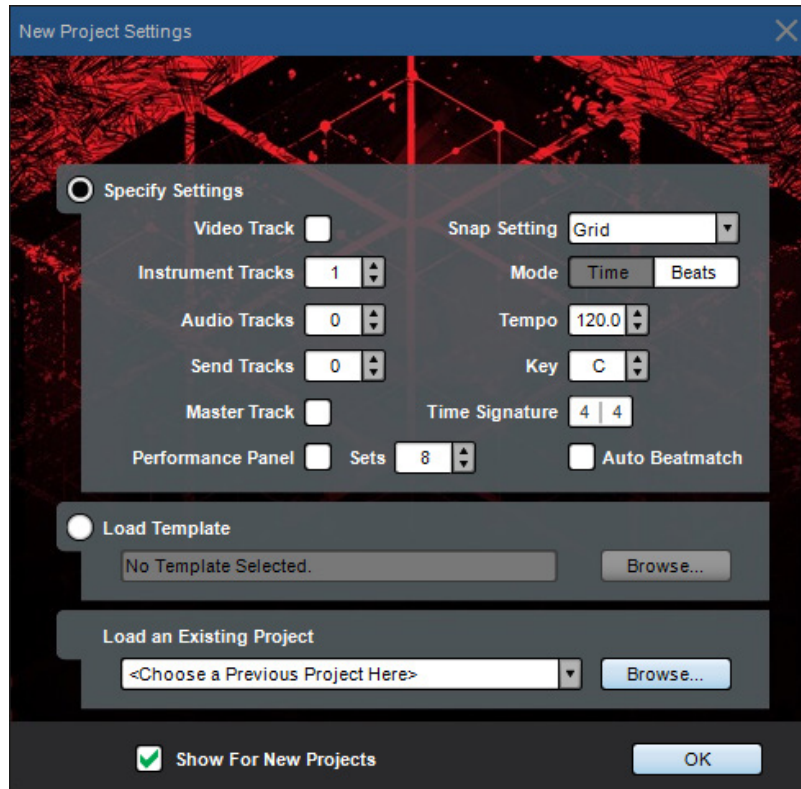 New Project Settings
Specify Settings
Video Track Snap Setting Grid
Instrument Tracks 1 Mode Time Beats
Audio Tracks 0 Tempo 120.0
Send Tracks 0 Key C
Master Track Time Signature 4 | 4
Performance Panel Sets 8 Auto Beatmatch
Load Template
No Template Selected. Browse...
Load an Existing Project
<Choose a Previous Project Here> Browse...
Show For New Projects OK